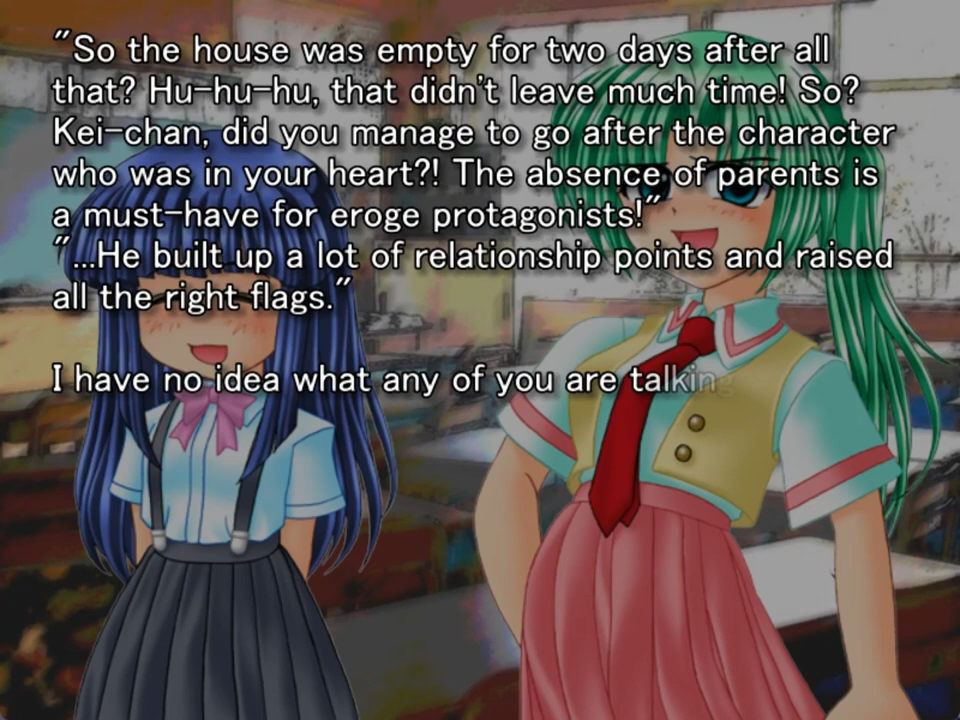 "So the house was empty for two days after all
that? Hu-hu-hu, that didn't leave much time! So?
Kei-chan, did you manage to go after the character
who was in your heart?! The absence of parents is
a must-have for eroge protagonists!"
"...He built up a lot of relationship points and raised
all the right flags."
I have no idea what any of you are talking